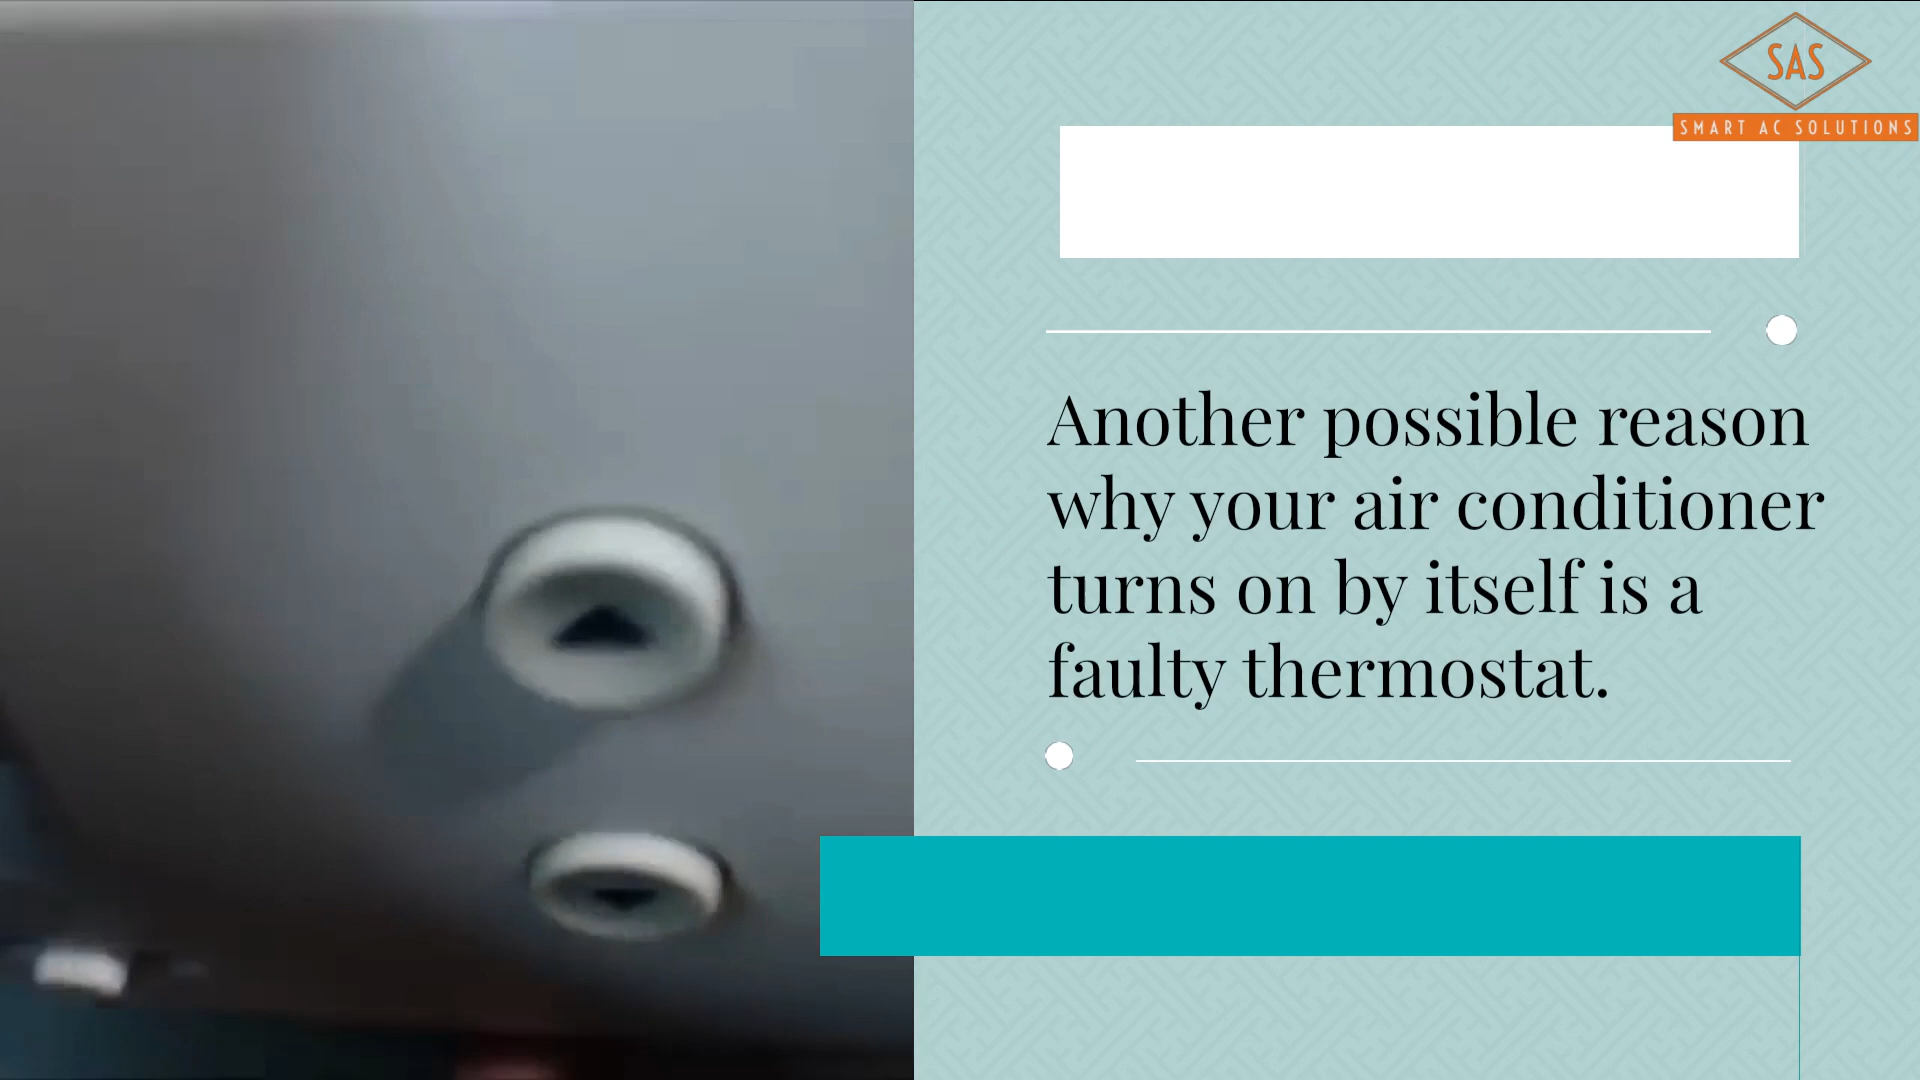 SAS
SMART AC SOLUTIONS
Another possible reason
why your air conditioner
turns on by itself is a
faulty thermostat.